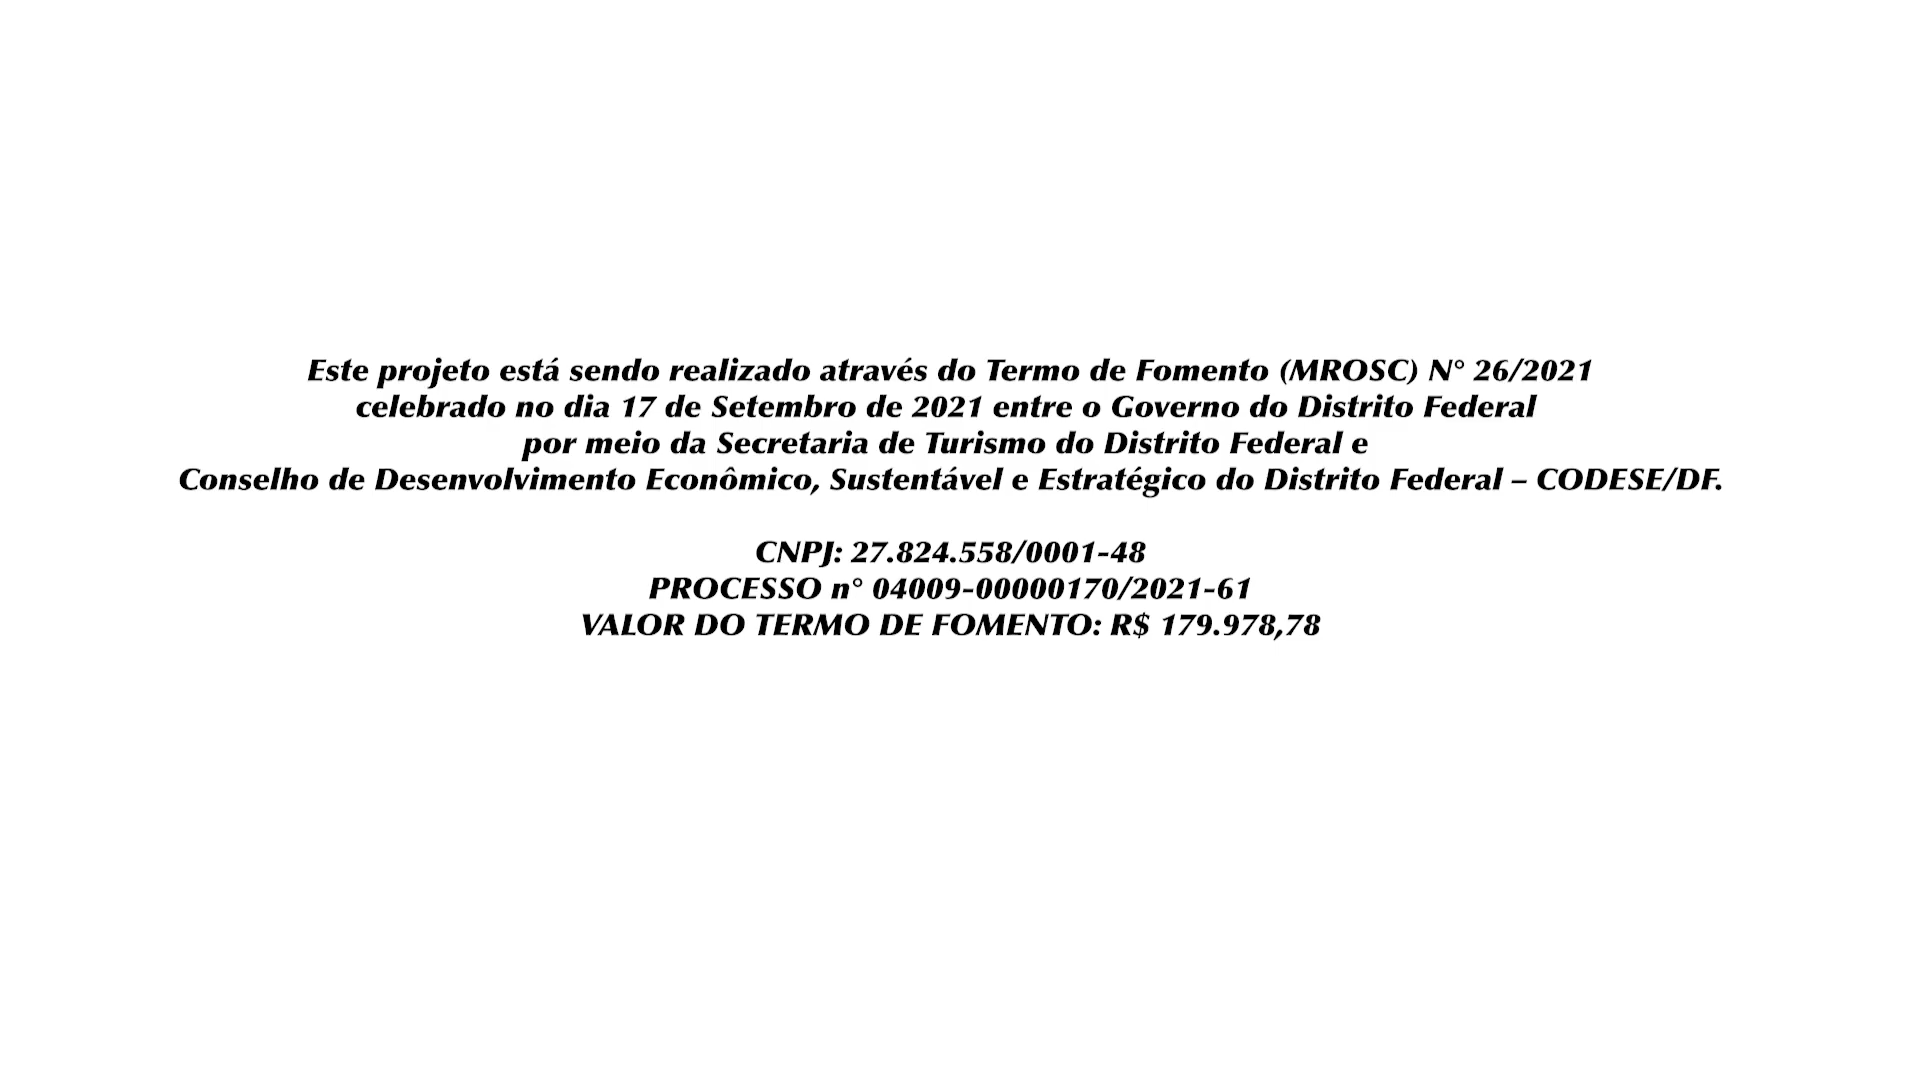 Este projeto está sendo realizado através do Termo de Fomento (MROSC) N° 26/2021
celebrado no dia 17 de Setembro de 2021 entre o Governo do Distrito Federal
por meio da Secretaria de Turismo do Distrito Federal e
Conselho de Desenvolvimento Econômico, Sustentável e Estratégico do Distrito Federal – CODESE/DF.
CNPJ: 27.824.558/0001-48
PROCESSO n° 04009-00000170/2021-61
VALOR DO TERMO DE FOMENTO: R$ 179.978,78